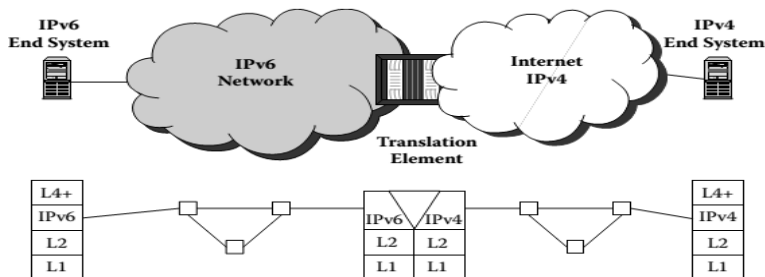 IPv6
End System
IPv6
Network
Internet
IPv4
IPv4
End System
Translation
Element
L4+
IPv6
L2
L1
IPv6 IPv4
L2 L2
L1 L1
L4+
IPv4
L2
L1